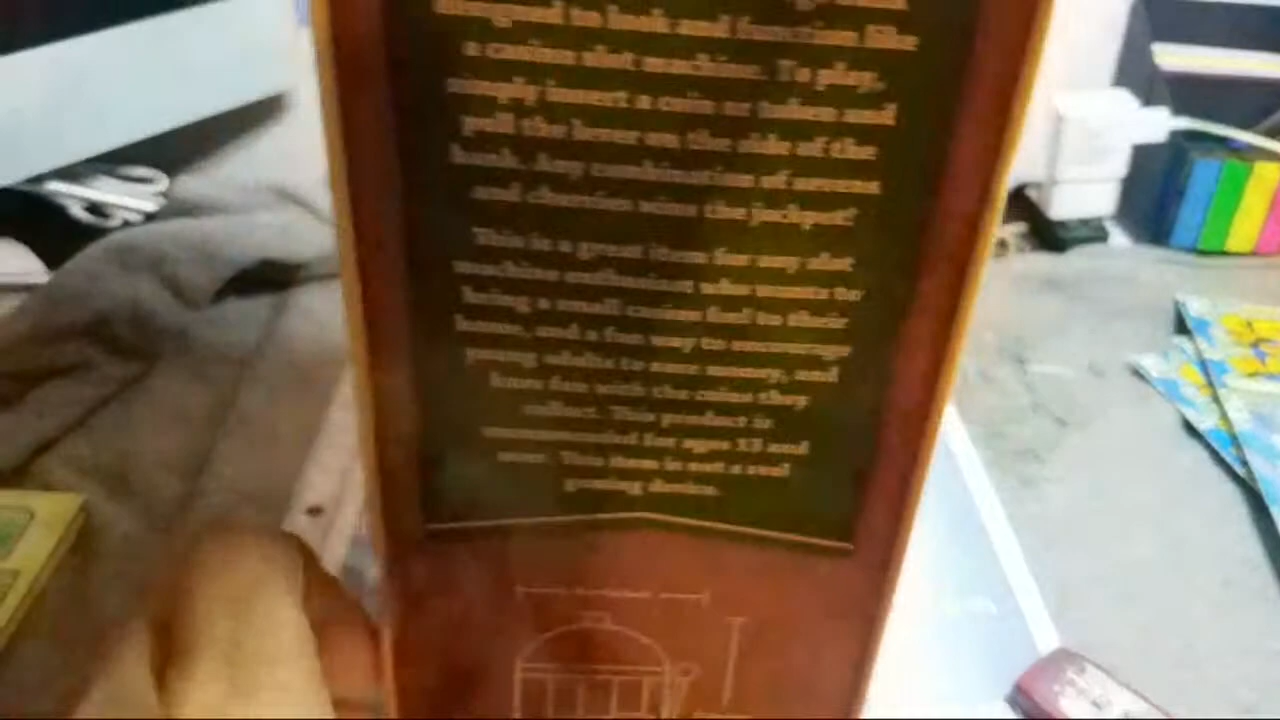 designed to look and function like
a casino slot machine. To play,
simply insert a coin or token and
pull the lever on the side of the
bank. Any combination of sevens
and cherries wins the jackpot!
This is a great item for any slot
machine enthusiast who wants to
bring a small casino feel to their
home, and a fun way to encourage
young adults to save money, and
have fun with the coins they
collect. This product is
recommended for ages 13 and
over. This item is not a real
gaming device.